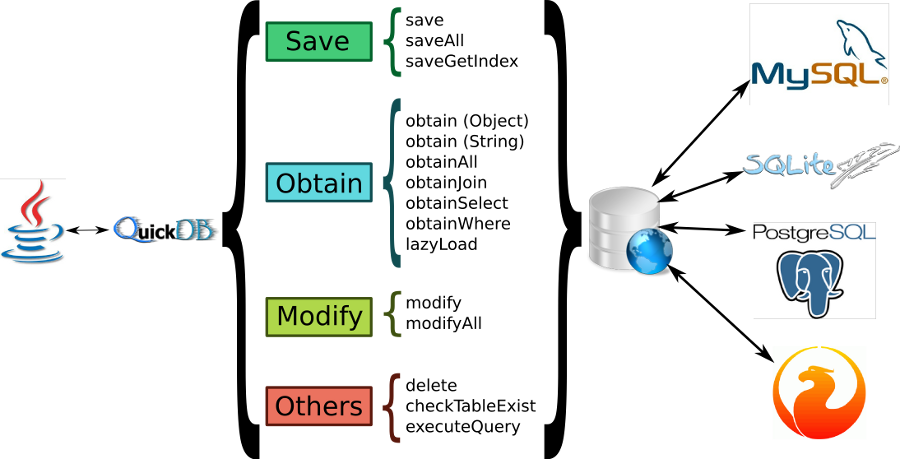 Save
save
saveAll
saveGetIndex
Obtain
obtain (Object)
obtain (String)
obtainAll
obtainJoin
obtainSelect
obtainWhere
lazyLoad
Modify
modify
modifyAll
Others
delete
checkTableExist
executeQuery
QuickDB
MySQL®
SQLite
PostgreSQL